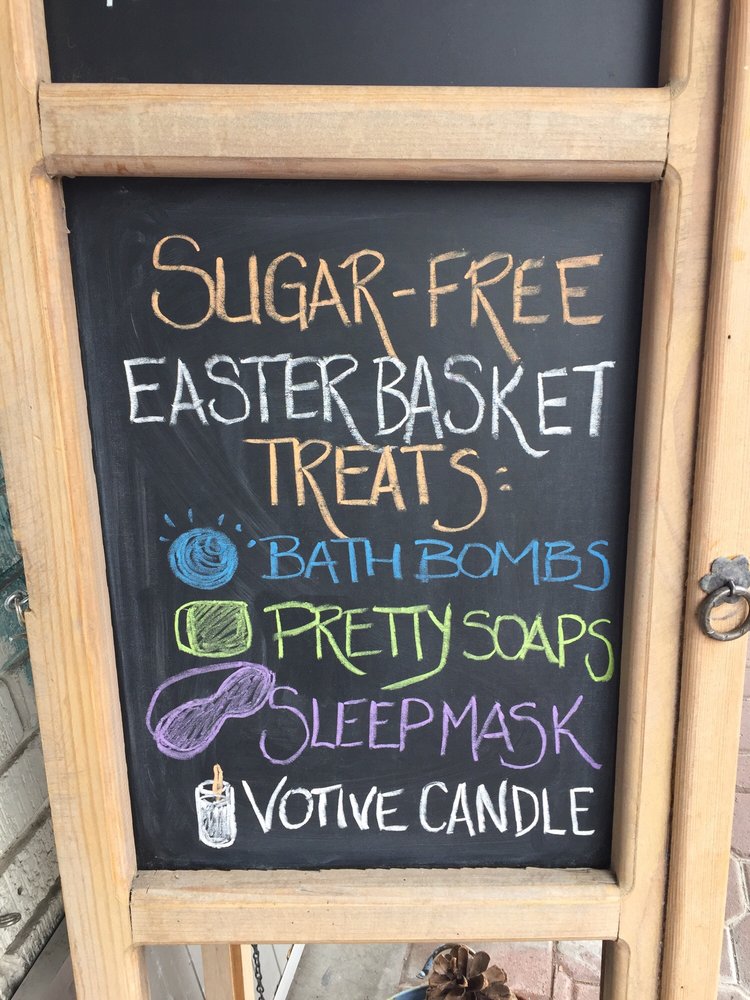 SUGAR-FREE
EASTER BASKET
TREATS:
BATH BOMBS
PRETTY SOAPS
SLEEP MASK
VOTIVE CANDLE